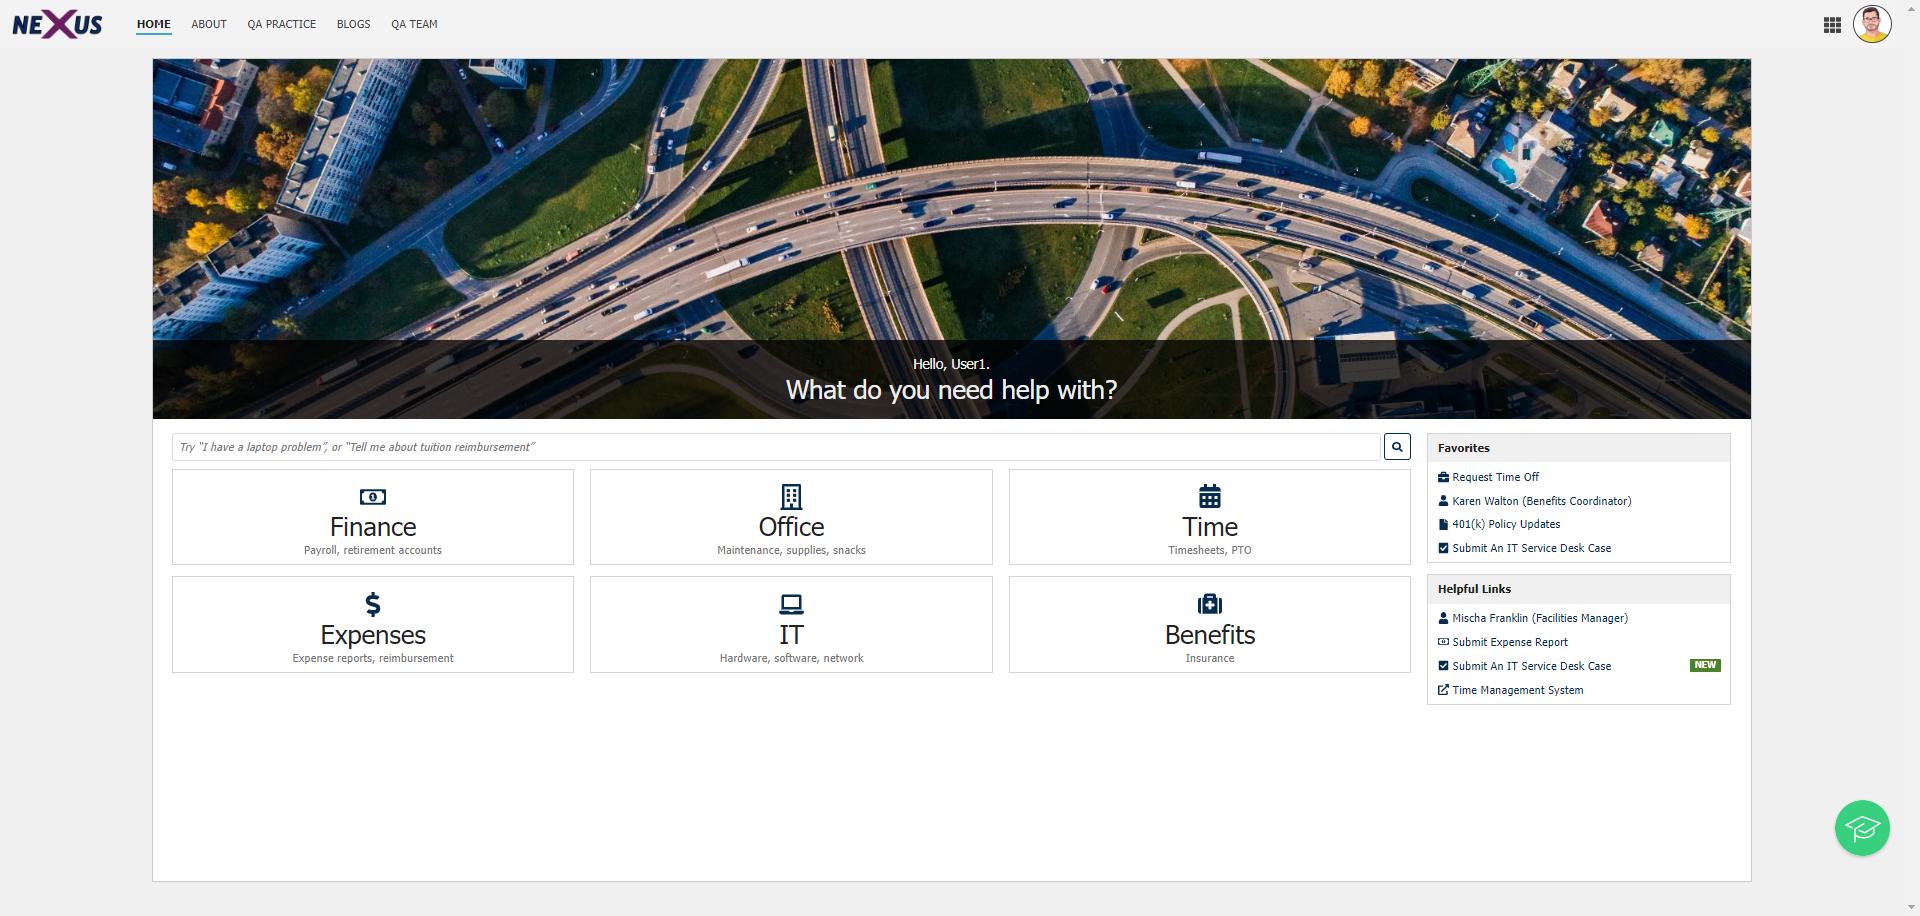 NEXUS
HOME ABOUT QA PRACTICE BLOGS QA TEAM
Hello, User1.
What do you need help with?
Try "I have a laptop problem", or "Tell me about tuition reimbursement"
Finance
Payroll, retirement accounts
Office
Maintenance, supplies, snacks
Time
Timesheets, PTO
Expenses
Expense reports, reimbursement
IT
Hardware, software, network
Benefits
Insurance
Favorites
Request Time Off
Karen Walton (Benefits Coordinator)
401(k) Policy Updates
Submit An IT Service Desk Case
Helpful Links
Mischa Franklin (Facilities Manager)
Submit Expense Report
Submit An IT Service Desk Case NEW
Time Management System